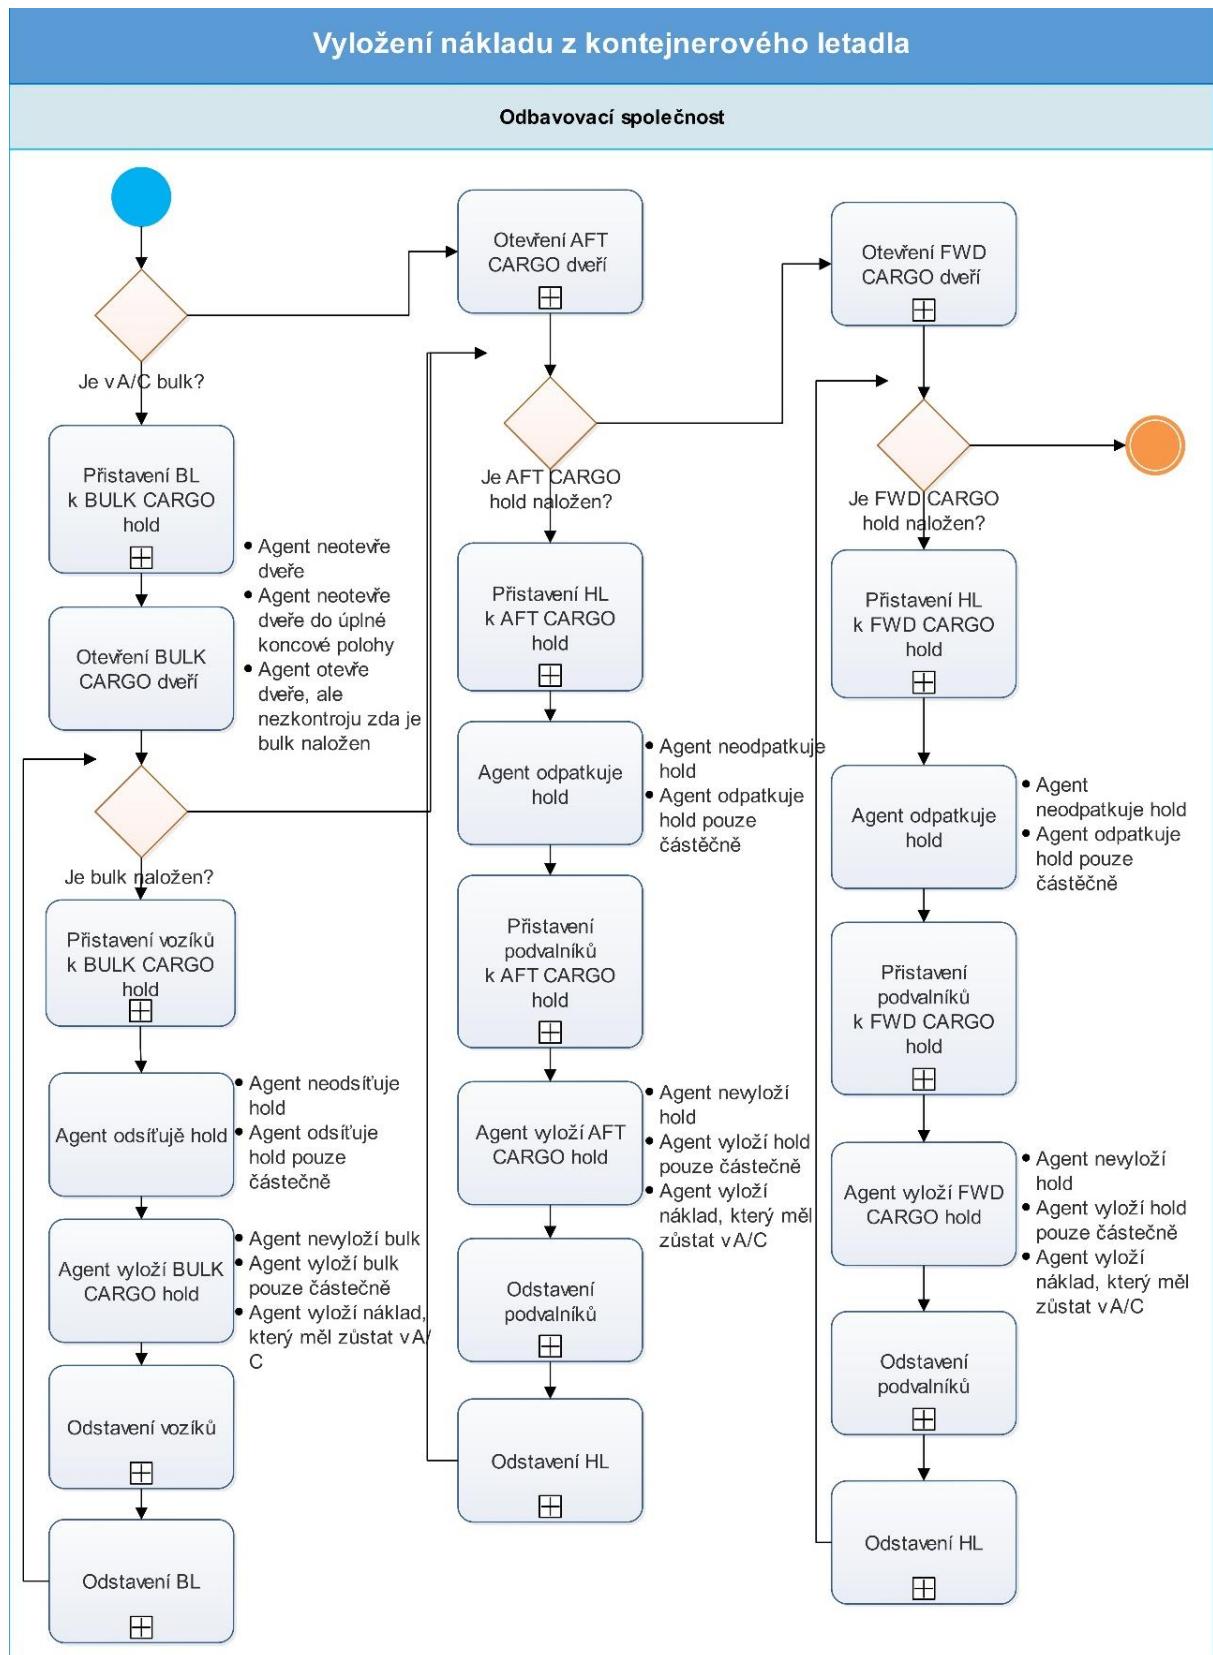 Vyložení nákladu z kontejnerového letadla
Odbavovací společnost
Je v A/C bulk?
Přistavení BL
k BULK CARGO
hold
Otevření BULK
CARGO dveří
• Agent neotevře
dveře
• Agent neotevře
dveře do úplné
koncové polohy
• Agent otevře
dveře, ale
nezkontroju zda je
bulk naložen
Je bulk naložen?
Přistavení vozíků
k BULK CARGO
hold
Agent odsíťujě hold
• Agent neodsíťuje
hold
• Agent odsíťuje
hold pouze
částečně
Agent vyloží BULK
CARGO hold
• Agent nevyloží bulk
• Agent vyloží bulk
pouze částečně
• Agent vyloží náklad,
který měl zůstat v A/
C
Odstavení vozíků
Odstavení BL
Otevření AFT
CARGO dveří
Je AFT CARGO
hold naložen?
Přistavení HL
k AFT CARGO
hold
Agent odpatkuje
hold
• Agent neodpatkuje
hold
• Agent odpatkuje
hold pouze
částěčně
Přistavení
podvalníků
k AFT CARGO
hold
Agent vyloží AFT
CARGO hold
• Agent nevyloží
hold
• Agent vyloží hold
pouze částečně
• Agent vyloží
náklad, který měl
zůstat v A/C
Odstavení
podvalníků
Odstavení HL
Otevření FWD
CARGO dveří
Je FWD CARGO
hold naložen?
Přistavení HL
k FWD CARGO
hold
Agent odpatkuje
hold
• Agent
neodpatkuje hold
• Agent odpatkuje
hold pouze
částěčně
Přistavení
podvalníků
k FWD CARGO
hold
Agent vyloží FWD
CARGO hold
• Agent nevyloží
hold
• Agent vyloží hold
pouze částečně
• Agent vyloží
náklad, který měl
zůstat v A/C
Odstavení
podvalníků
Odstavení HL